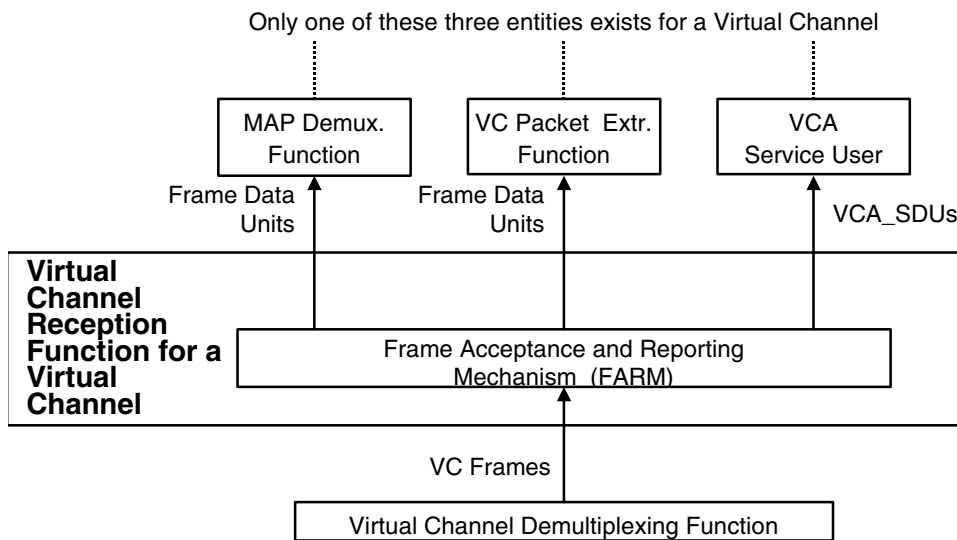 Only one of these three entities exists for a Virtual Channel
MAP Demux.
Function
VC Packet Extr.
Function
VCA
Service User
Frame Data
Units
Frame Data
Units
VCA_SDUs
Virtual
Channel
Reception
Function for a
Virtual
Channel
Frame Acceptance and Reporting
Mechanism (FARM)
VC Frames
Virtual Channel Demultiplexing Function